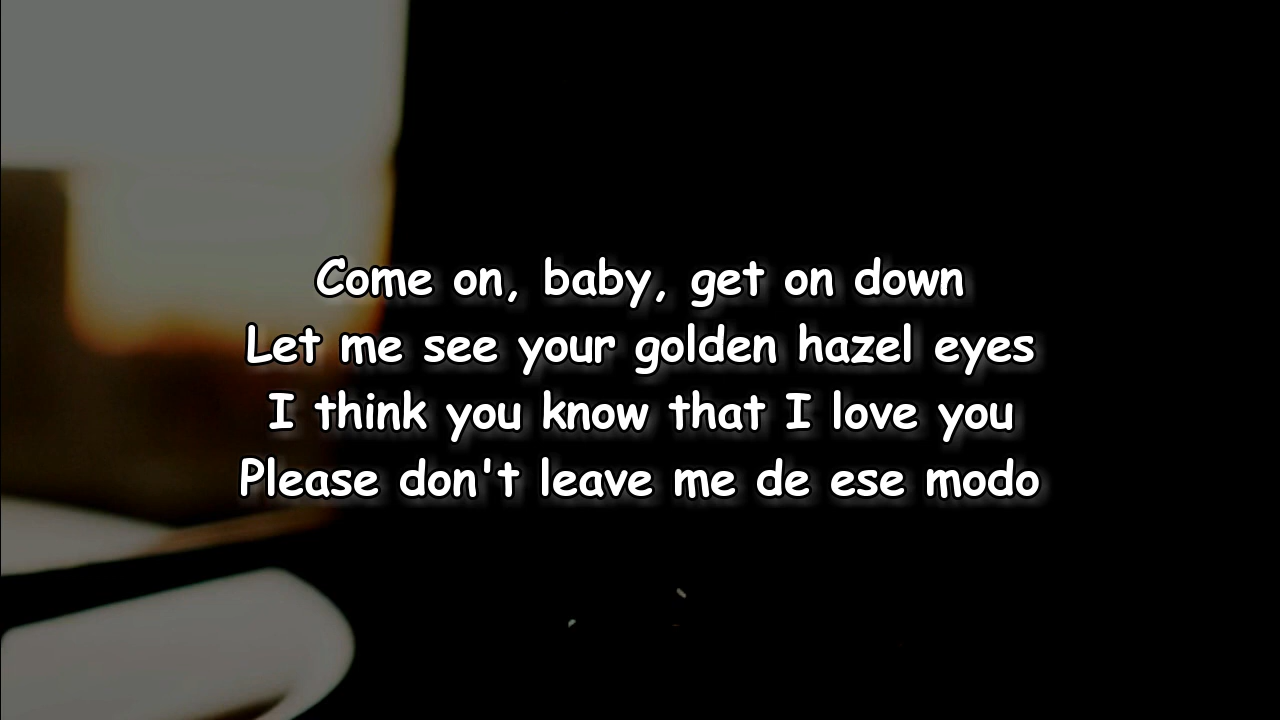 Come on, baby, get on down
Let me see your golden hazel eyes
I think you know that I love you
Please don't leave me de ese modo